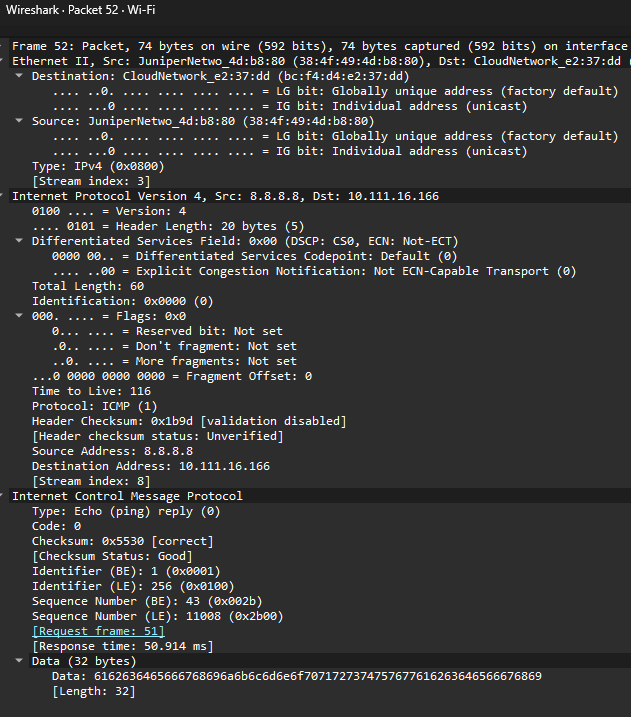 Wireshark · Packet 52 · Wi-Fi
Frame 52: Packet, 74 bytes on wire (592 bits), 74 bytes captured (592 bits) on interface
Ethernet II, Src: JuniperNetwo_4d:b8:80 (38:4f:49:4d:b8:80), Dst: CloudNetwork_e2:37:dd (
Destination: CloudNetwork_e2:37:dd (bc:f4:d4:e2:37:dd)
.... ..0. .... .... .... .... = LG bit: Globally unique address (factory default)
.... ...0 .... .... .... .... = IG bit: Individual address (unicast)
Source: JuniperNetwo_4d:b8:80 (38:4f:49:4d:b8:80)
.... ..0. .... .... .... .... = LG bit: Globally unique address (factory default)
.... ...0 .... .... .... .... = IG bit: Individual address (unicast)
Type: IPv4 (0x0800)
[Stream index: 3]
Internet Protocol Version 4, Src: 8.8.8.8, Dst: 10.111.16.166
0100 .... = Version: 4
.... 0101 = Header Length: 20 bytes (5)
Differentiated Services Field: 0x00 (DSCP: CS0, ECN: Not-ECT)
0000 00.. = Differentiated Services Codepoint: Default (0)
.... ..00 = Explicit Congestion Notification: Not ECN-Capable Transport (0)
Total Length: 60
Identification: 0x0000 (0)
000. .... = Flags: 0x0
0... .... = Reserved bit: Not set
.0.. .... = Don't fragment: Not set
..0. .... = More fragments: Not set
...0 0000 0000 0000 = Fragment Offset: 0
Time to Live: 116
Protocol: ICMP (1)
Header Checksum: 0x1b9d [validation disabled]
[Header checksum status: Unverified]
Source Address: 8.8.8.8
Destination Address: 10.111.16.166
[Stream index: 8]
Internet Control Message Protocol
Type: Echo (ping) reply (0)
Code: 0
Checksum: 0x5530 [correct]
[Checksum Status: Good]
Identifier (BE): 1 (0x0001)
Identifier (LE): 256 (0x0100)
Sequence Number (BE): 43 (0x002b)
Sequence Number (LE): 11008 (0x2b00)
[Request frame: 51]
[Response time: 50.914 ms]
Data (32 bytes)
Data: 6162636465666768696a6b6c6d6e6f7071727374757677616263646566676869
[Length: 32]